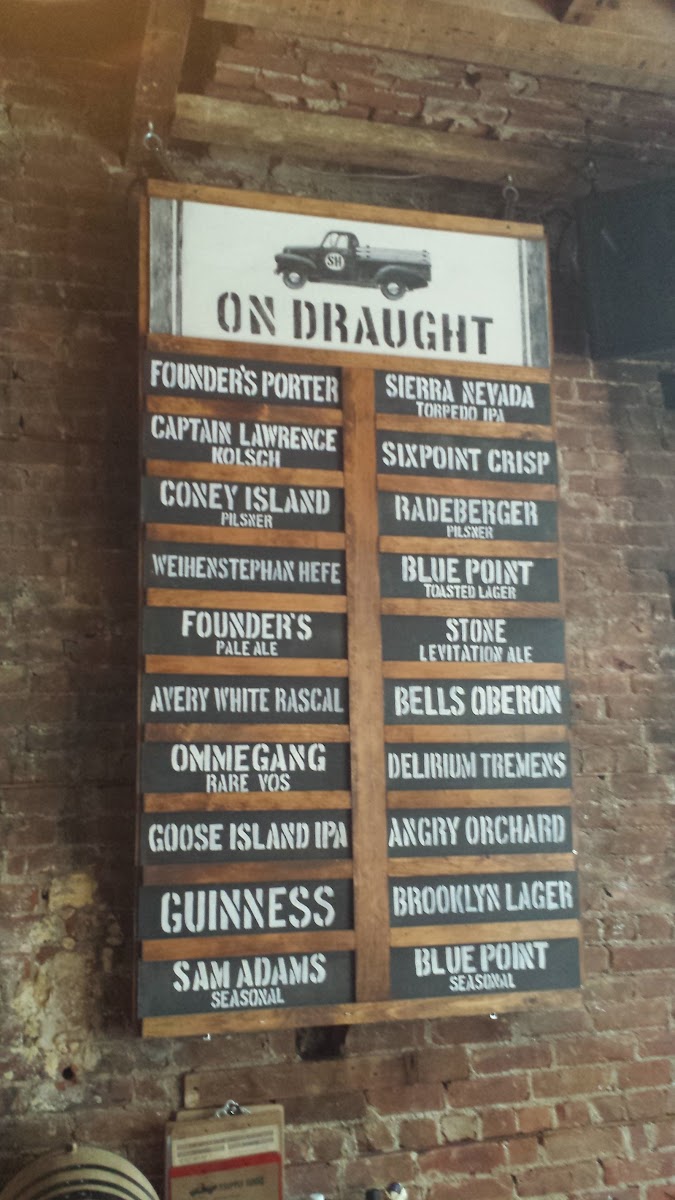 SH
ON DRAUGHT
FOUNDER'S PORTER
CAPTAIN LAWRENCE
KOLSCH
CONEY ISLAND
PILSNER
WEIHENSTEPHAN HEFE
FOUNDER'S
PALE ALE
AVERY WHITE RASCAL
OMMEGANG
RARE VOS
GOOSE ISLAND IPA
GUINNESS
SAM ADAMS
SEASONAL
SIERRA NEVADA
TORPEDO IPA
SIXPOINT CRISP
RADEBERGER
PILSNER
BLUE POINT
TOASTED LAGER
STONE
LEVITATION ALE
BELLS OBERON
DELIRIUM TREMENS
ANGRY ORCHARD
BROOKLYN LAGER
BLUE POINT
SEASONAL